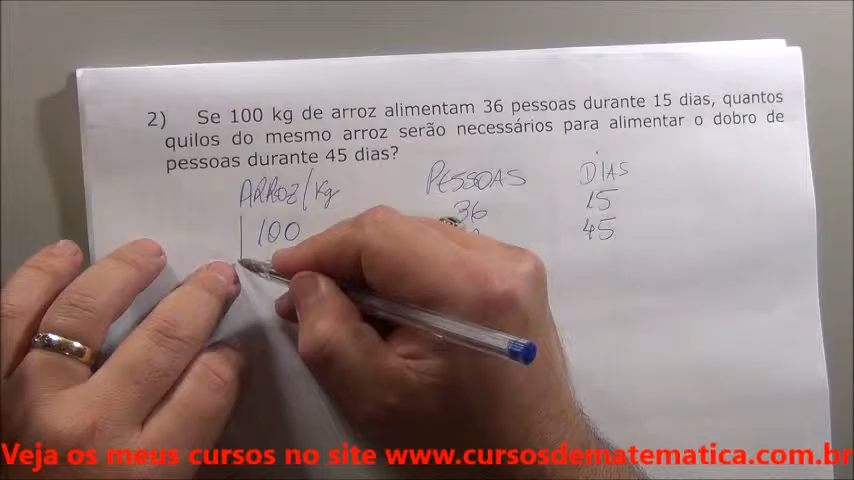 2) Se 100 kg de arroz alimentam 36 pessoas durante 15 dias, quantos
quilos do mesmo arroz serão necessários para alimentar o dobro de
pessoas durante 45 dias?
ARROZ/Kg PESSOAS DIAS
100 36 15
45
Veja os meus cursos no site www.cursosdematematica.com.br